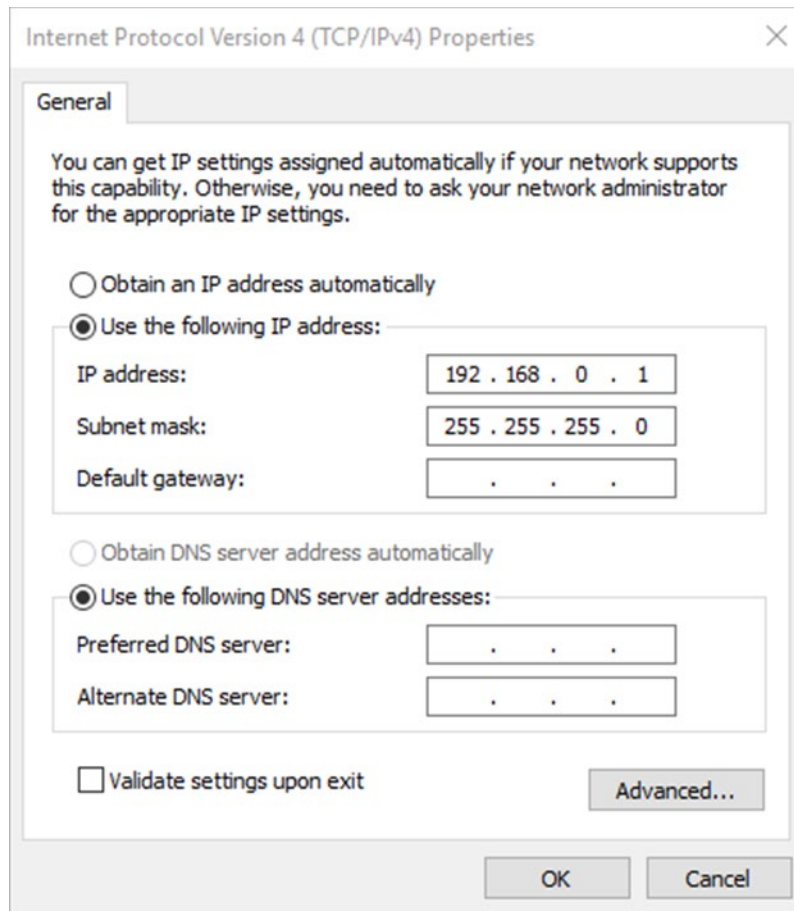 Internet Protocol Version 4 (TCP/IPv4) Properties
General
You can get IP settings assigned automatically if your network supports
this capability. Otherwise, you need to ask your network administrator
for the appropriate IP settings.
Obtain an IP address automatically
Use the following IP address:
IP address: 192 . 168 . 0 . 1
Subnet mask: 255 . 255 . 255 . 0
Default gateway: . . .
Obtain DNS server address automatically
Use the following DNS server addresses:
Preferred DNS server: . . .
Alternate DNS server: . . .
Validate settings upon exit
Advanced...
OK Cancel